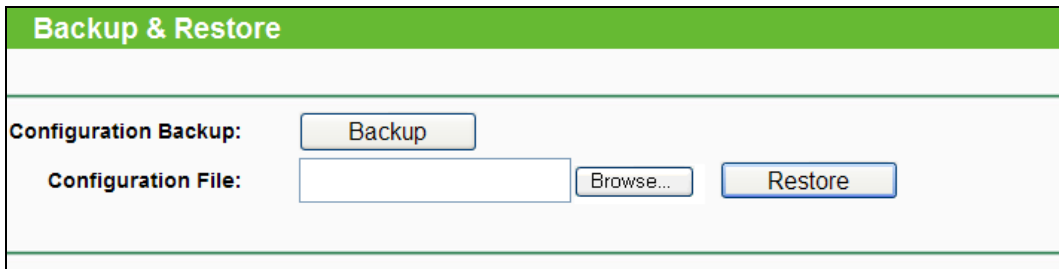 Backup & Restore
Configuration Backup: Backup
Configuration File: Browse... Restore